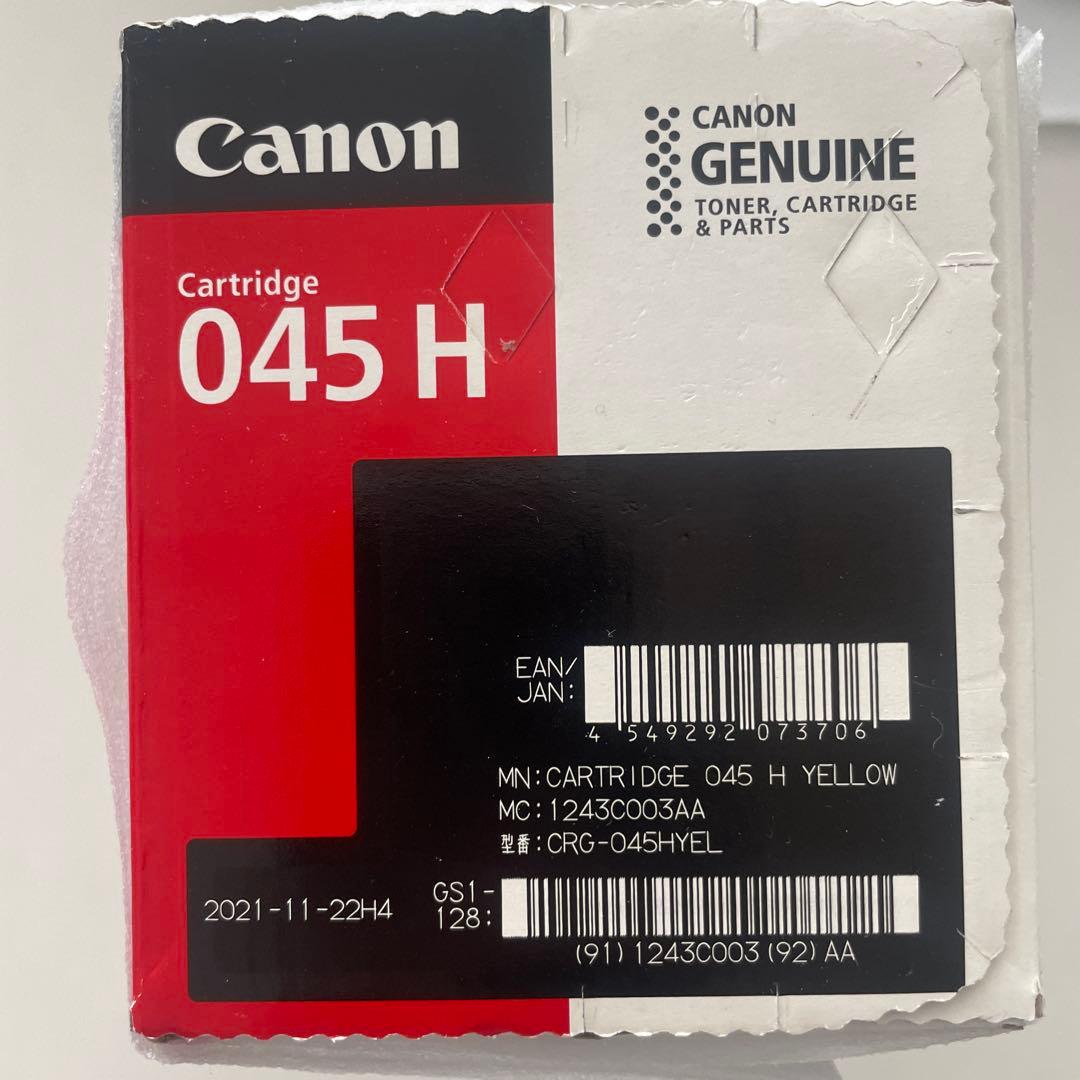 Canon
CANON
GENUINE
TONER, CARTRIDGE
& PARTS
Cartridge
045 H
EAN/
JAN:
4 549292 073706
MN:CARTRIDGE 045 H YELLOW
MC:1243C003AA
型番:CRG-045HYEL
2021-11-22H4
GS1-
128:
(91)1243C003(92)AA